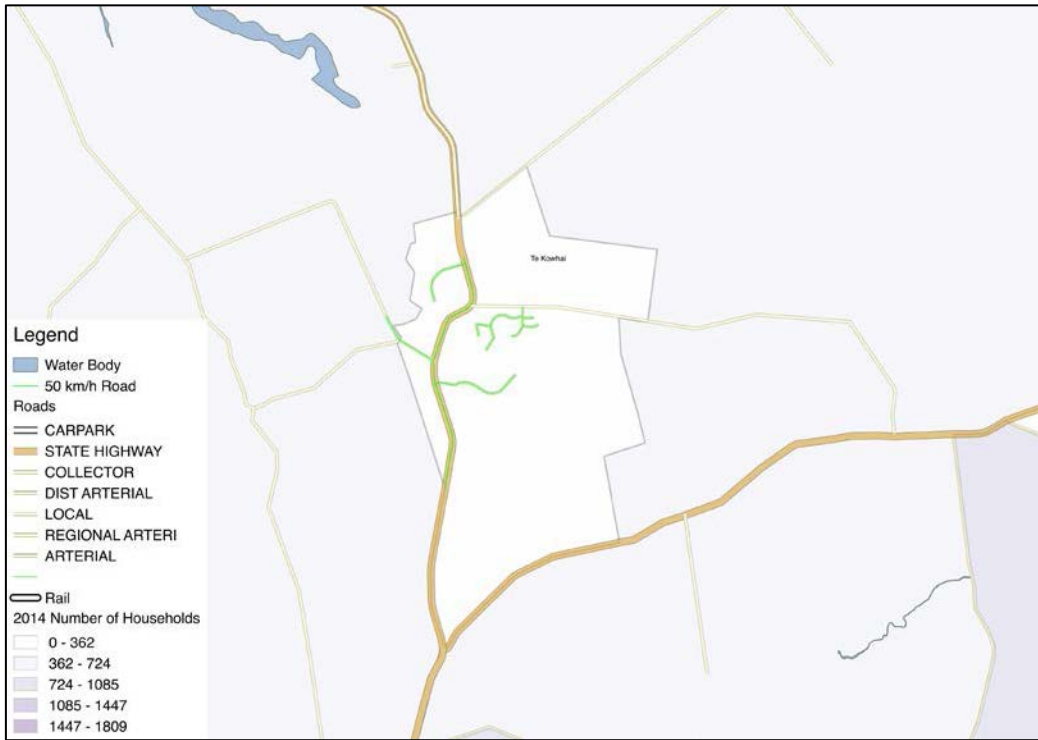 Te Kowhai
Legend
Water Body
50 km/h Road
Roads
CARPARK
STATE HIGHWAY
COLLECTOR
DIST ARTERIAL
LOCAL
REGIONAL ARTERI
ARTERIAL
Rail
2014 Number of Households
0 - 362
362 - 724
724 - 1085
1085 - 1447
1447 - 1809